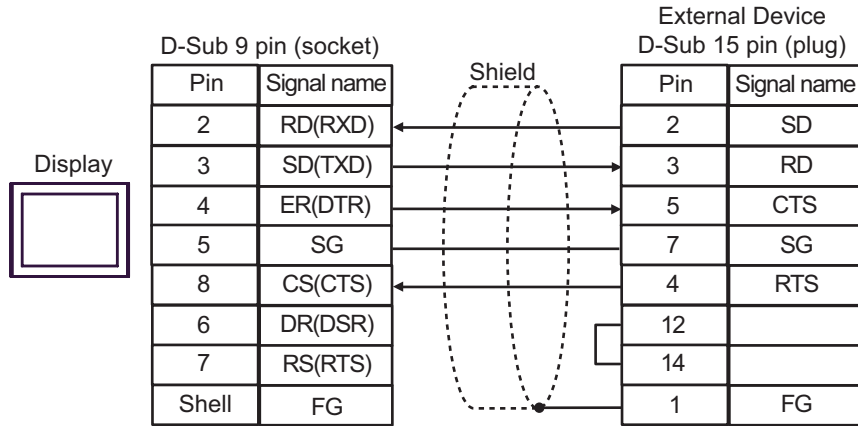 External Device
D-Sub 9 pin (socket) D-Sub 15 pin (plug)
Pin Signal name Shield Pin Signal name
2 RD(RXD) 2 SD
Display 3 SD(TXD) 3 RD
4 ER(DTR) 5 CTS
5 SG 7 SG
8 CS(CTS) 4 RTS
6 DR(DSR) 12
7 RS(RTS) 14
Shell FG 1 FG